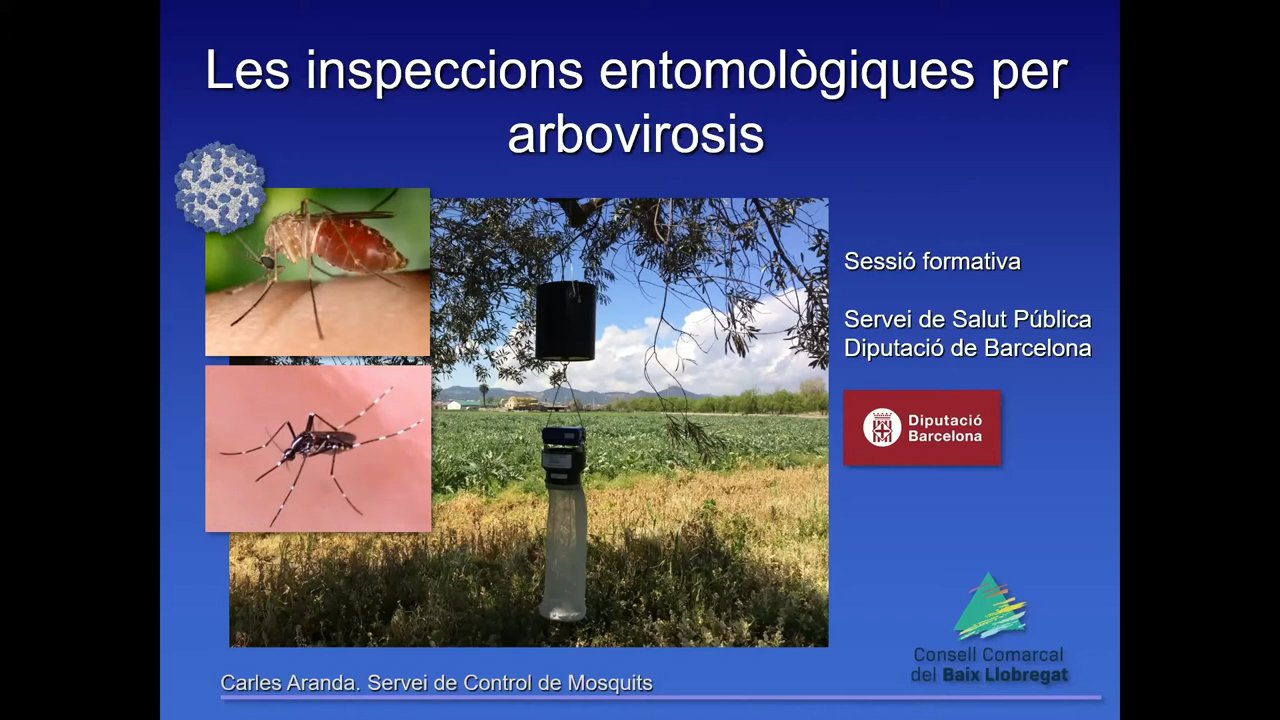 Les inspeccions entomològiques per
arbovirosis
Sessió formativa
Servei de Salut Pública
Diputació de Barcelona
Diputació
Barcelona
Consell Comarcal
del Baix Llobregat
Carles Aranda. Servei de Control de Mosquits